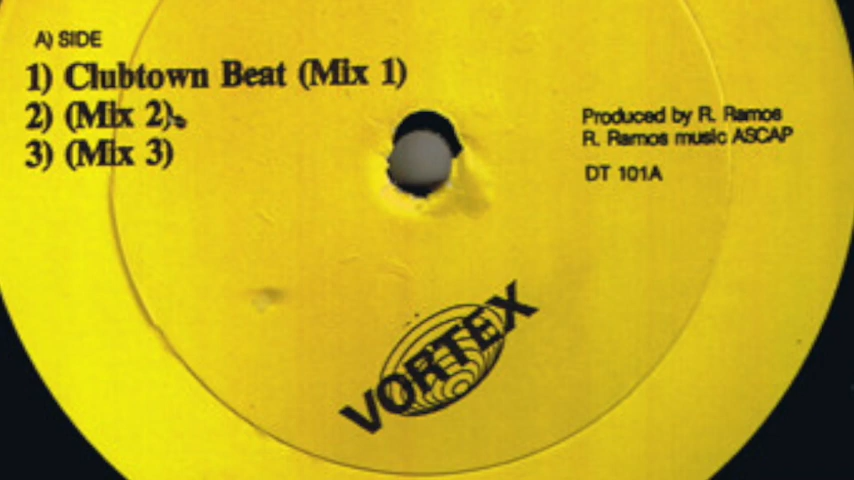 A) SIDE
1) Clubtown Beat (Mix 1)
2) (Mix 2)
3) (Mix 3)
Produced by R. Ramos
R. Ramos music ASCAP
DT 101A
VORTEX